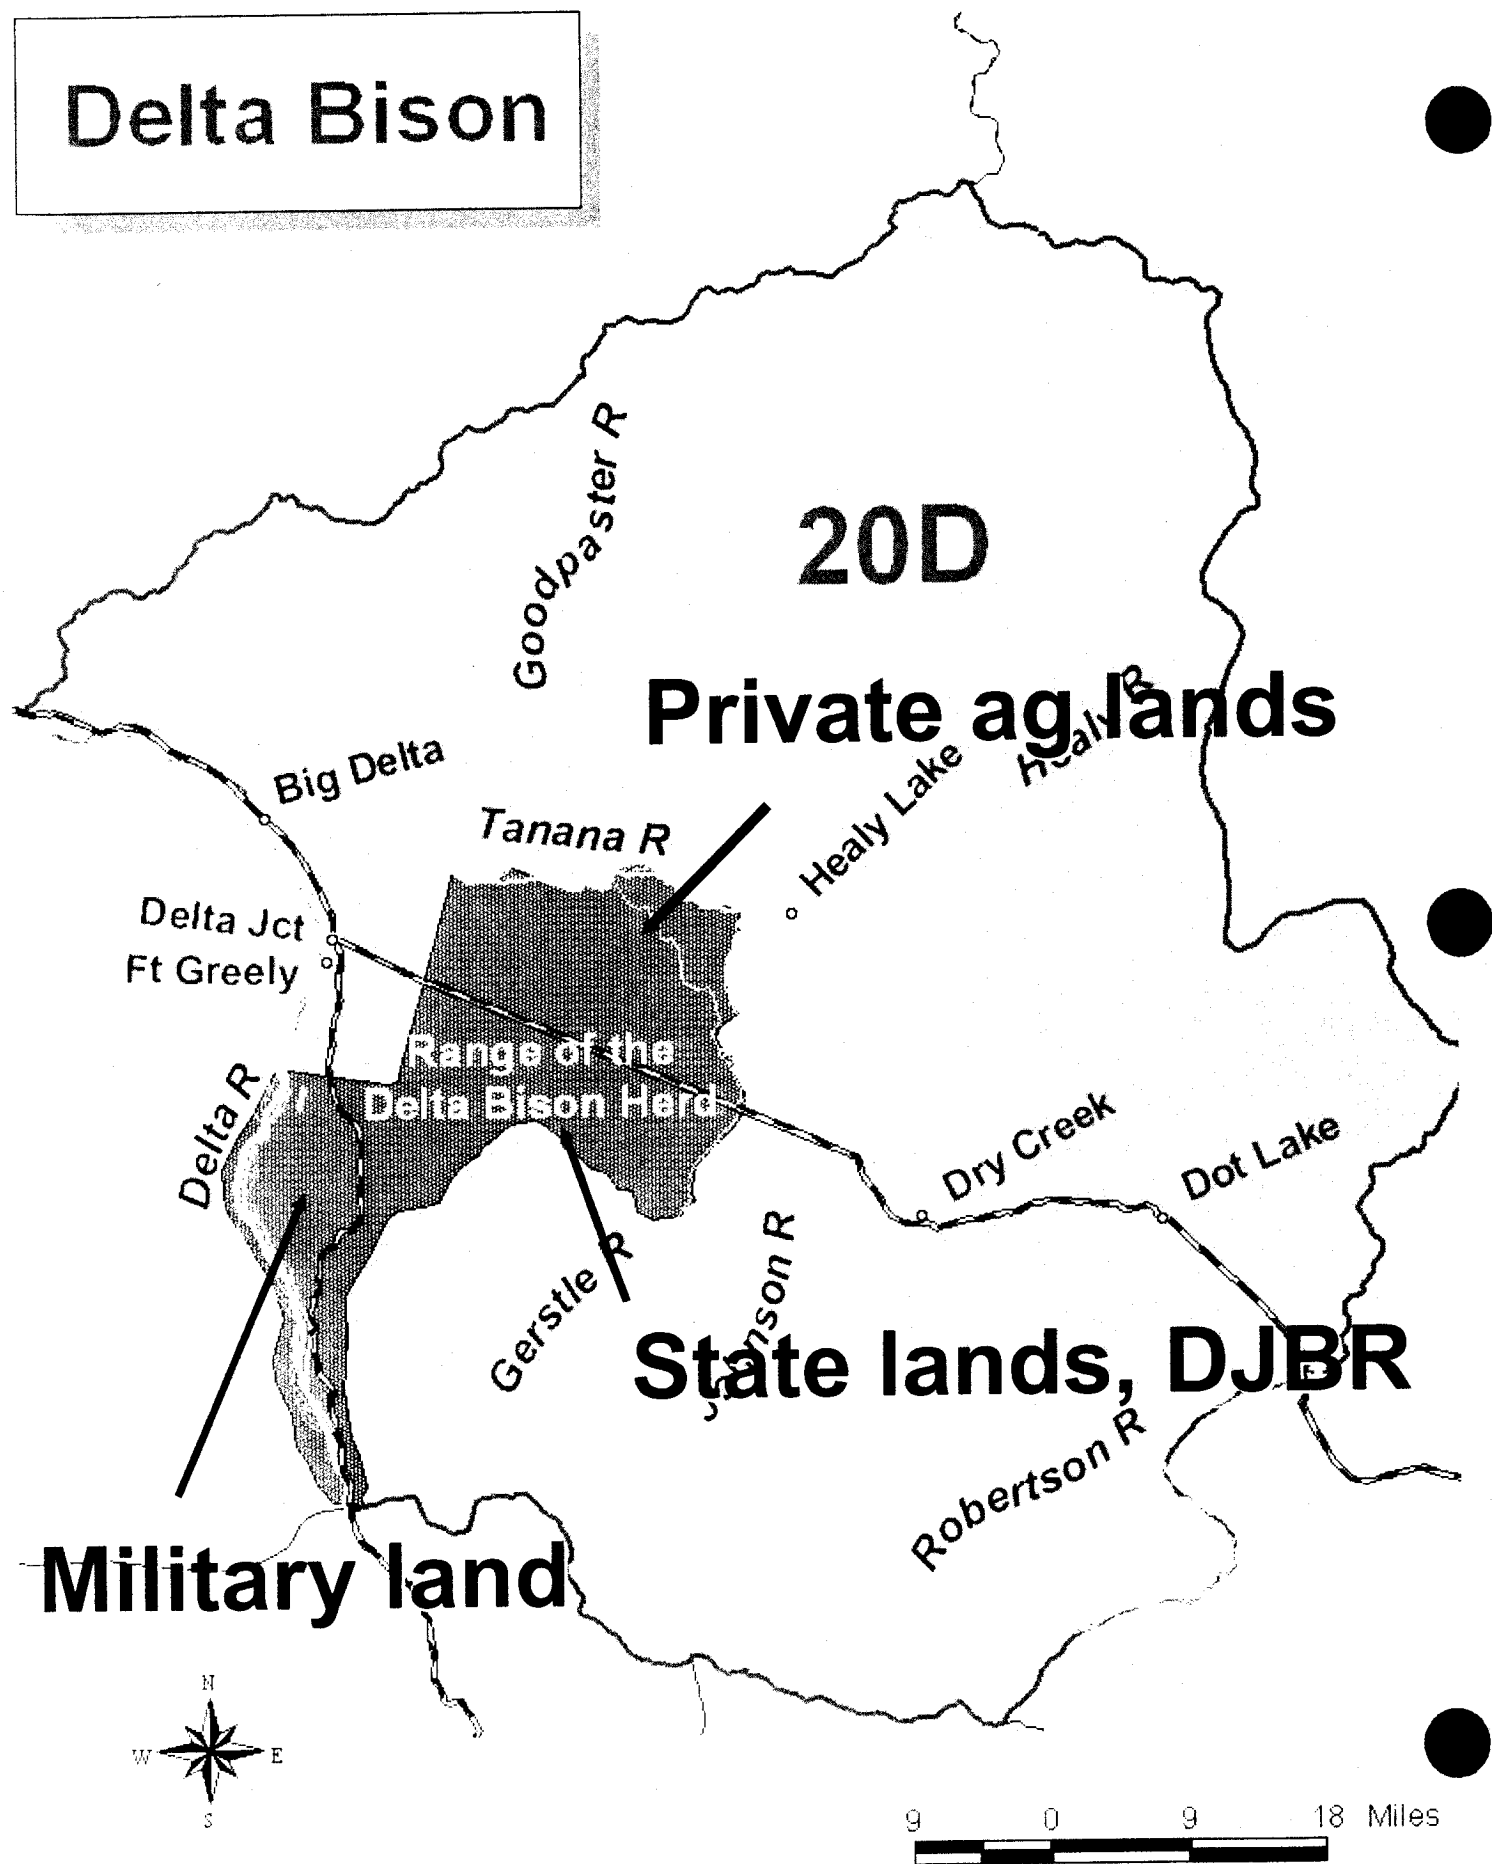 Delta Bison
Goodpaster R
20D
Private ag lands
Healy R
Big Delta
Healy Lake
Tanana R
Delta Jct
Ft Greely
Range of the
Delta Bison Herd
Delta R
Dry Creek
Dot Lake
Gerstle R
Johnson R
State lands, DJBR
Robertson R
Military land
N
W E
S
9 0 9 18 Miles